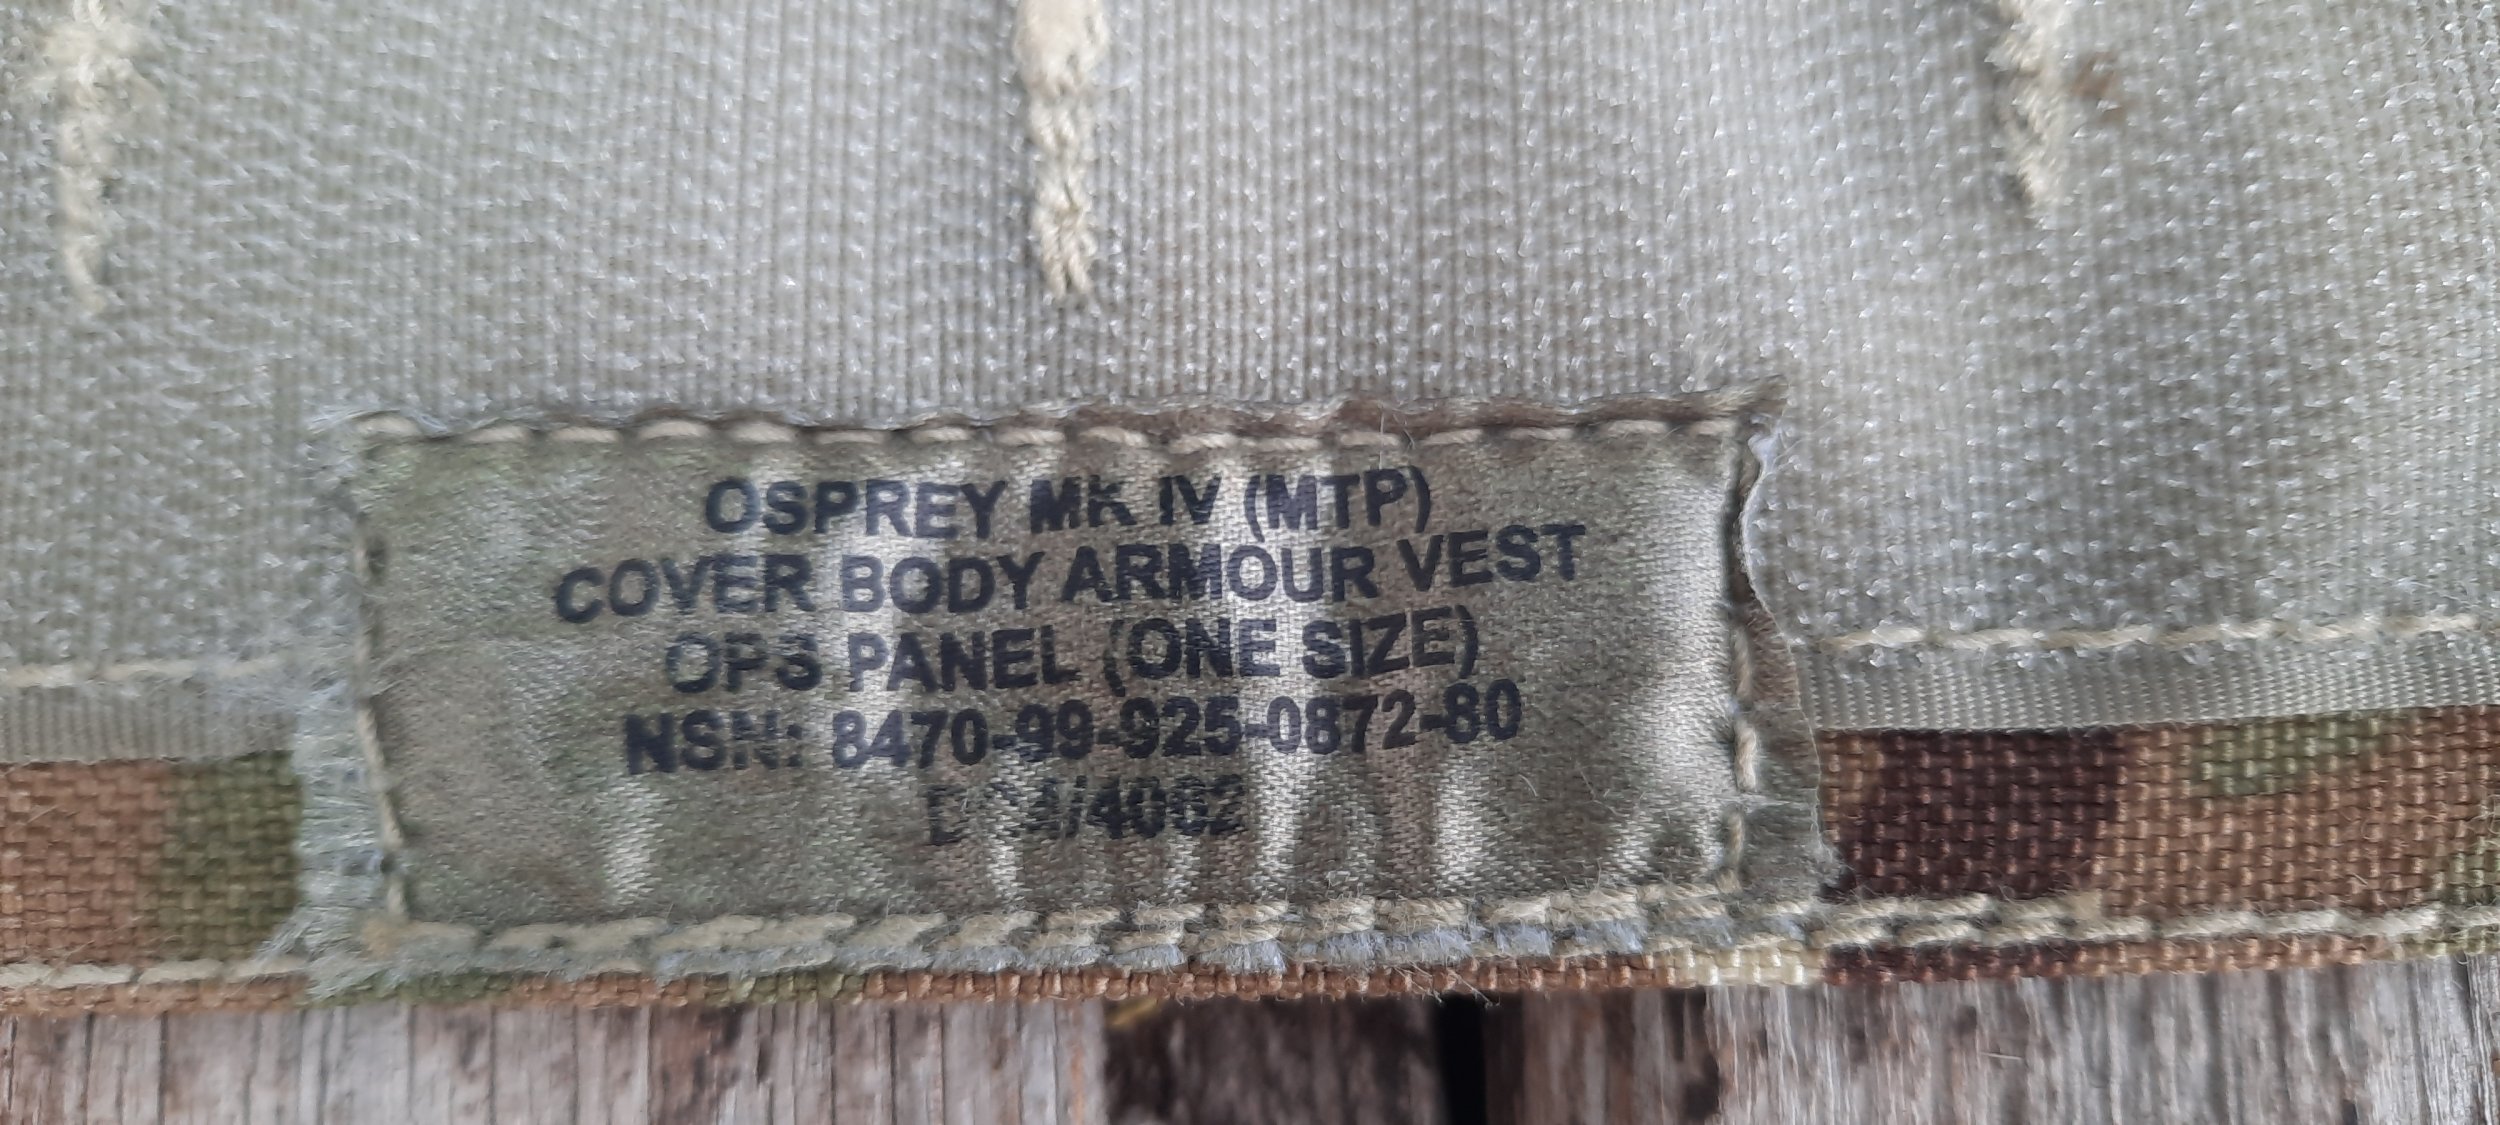 OSPREY MK IV (MTP)
COVER BODY ARMOUR VEST
OPS PANEL (ONE SIZE)
NSN: 8470-99-925-0872-80